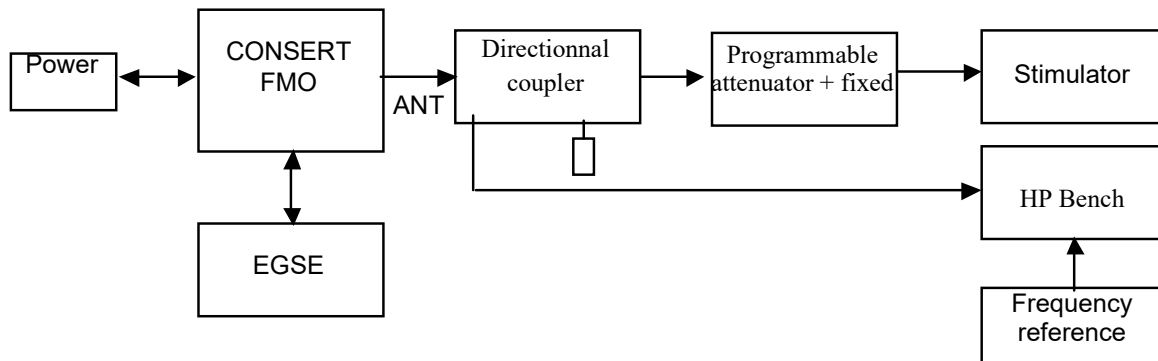 Power
CONSERT
FMO
ANT
Directionnal
coupler
Programmable
attenuator + fixed
Stimulator
HP Bench
EGSE
Frequency
reference